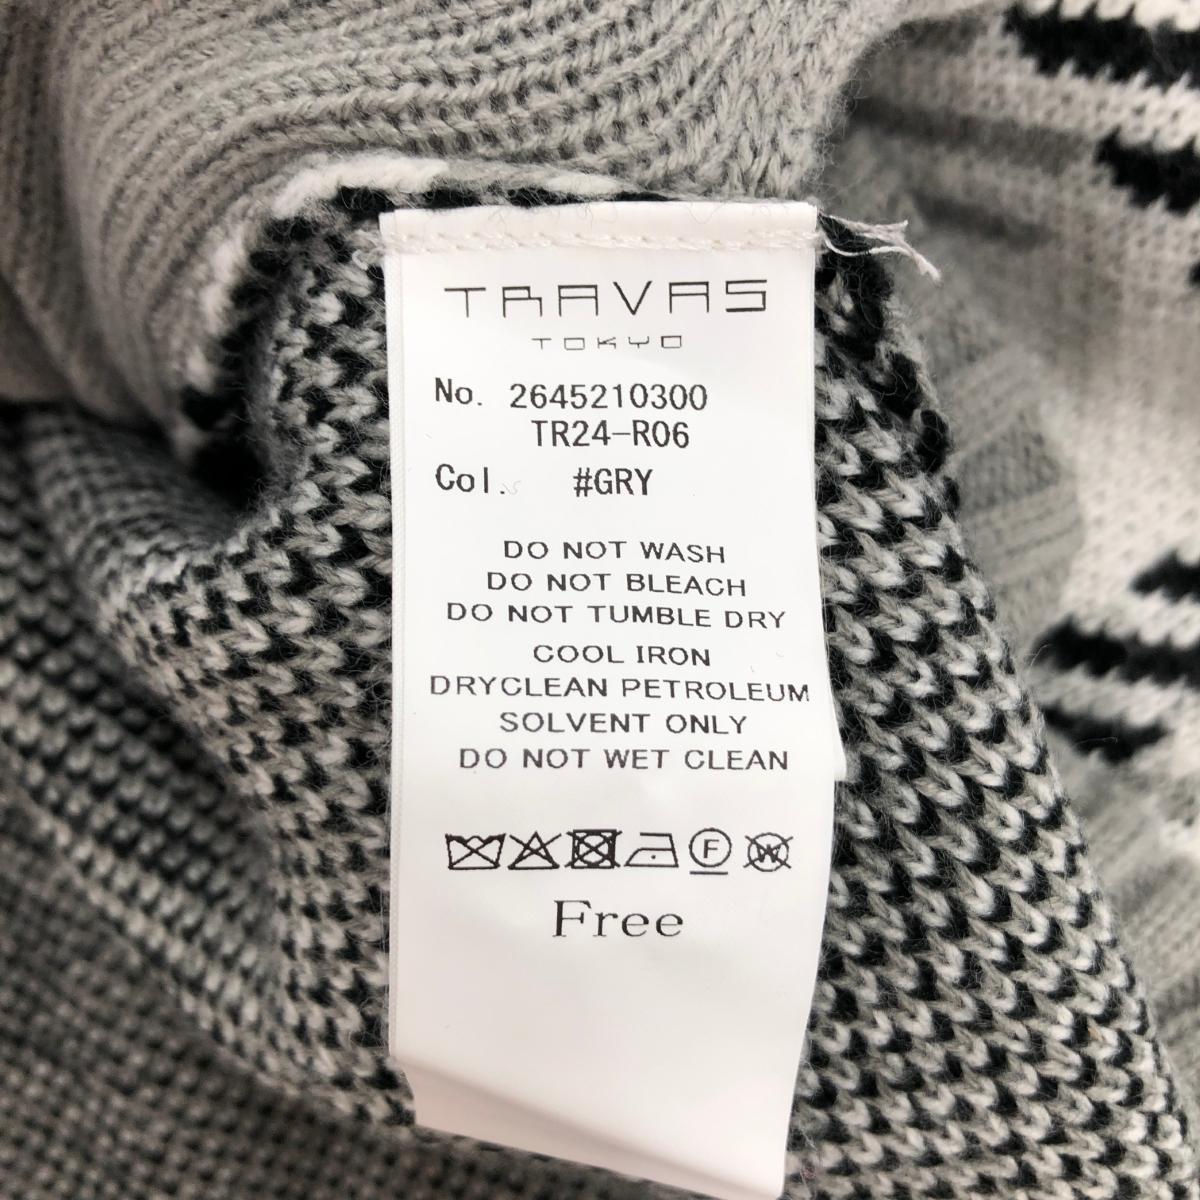 TRAVAS
TOKYO
No. 2645210300
TR24-R06
Col. #GRY
DO NOT WASH
DO NOT BLEACH
DO NOT TUMBLE DRY
COOL IRON
DRYCLEAN PETROLEUM
SOLVENT ONLY
DO NOT WET CLEAN
F W
Free